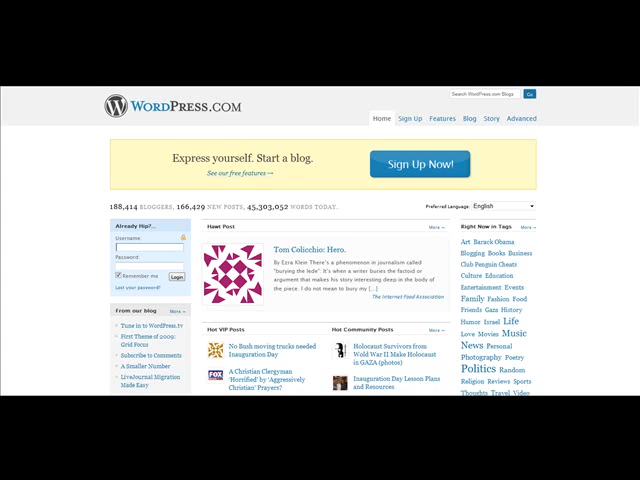 WORDPRESS.COM
Search WordPress.com Blogs
Go
Home Sign Up Features Blog Story Advanced
Express yourself. Start a blog.
See our free features →
Sign Up Now!
188,414 BLOGGERS, 166,429 NEW POSTS, 45,303,052 WORDS TODAY.
Preferred Language: English
Already Hip?...
Username:
Password:
Remember me
Login
Lost your password?
From our blog
More →
Tune in to WordPress.tv
First Theme of 2009:
Grid Focus
Subscribe to Comments
A Smaller Number
LiveJournal Migration
Made Easy
Hawt Post
More →
Tom Colicchio: Hero.
By Ezra Klein There's a phenomenon in journalism called
"burying the lede": It's when a writer buries the factoid or
argument that makes his story interesting deep in the body of
the piece. I do not mean to bury my [...]
The Internet Food Association
Hot VIP Posts
No Bush moving trucks needed
Inauguration Day
FOX
A Christian Clergyman
'Horrified' by 'Aggressively
Christian' Prayers?
Hot Community Posts
More →
Holocaust Survivors from
Wold War II Make Holocaust
in GAZA (photos)
Inauguration Day Lesson Plans
and Resources
Right Now in Tags
More →
Art Barack Obama
Blogging Books Business
Club Penguin Cheats
Culture Education
Entertainment Events
Family Fashion Food
Friends Gaza History
Humor Israel Life
Love Movies Music
News Personal
Photography Poetry
Politics Random
Religion Reviews Sports
Thoughts Travel Video